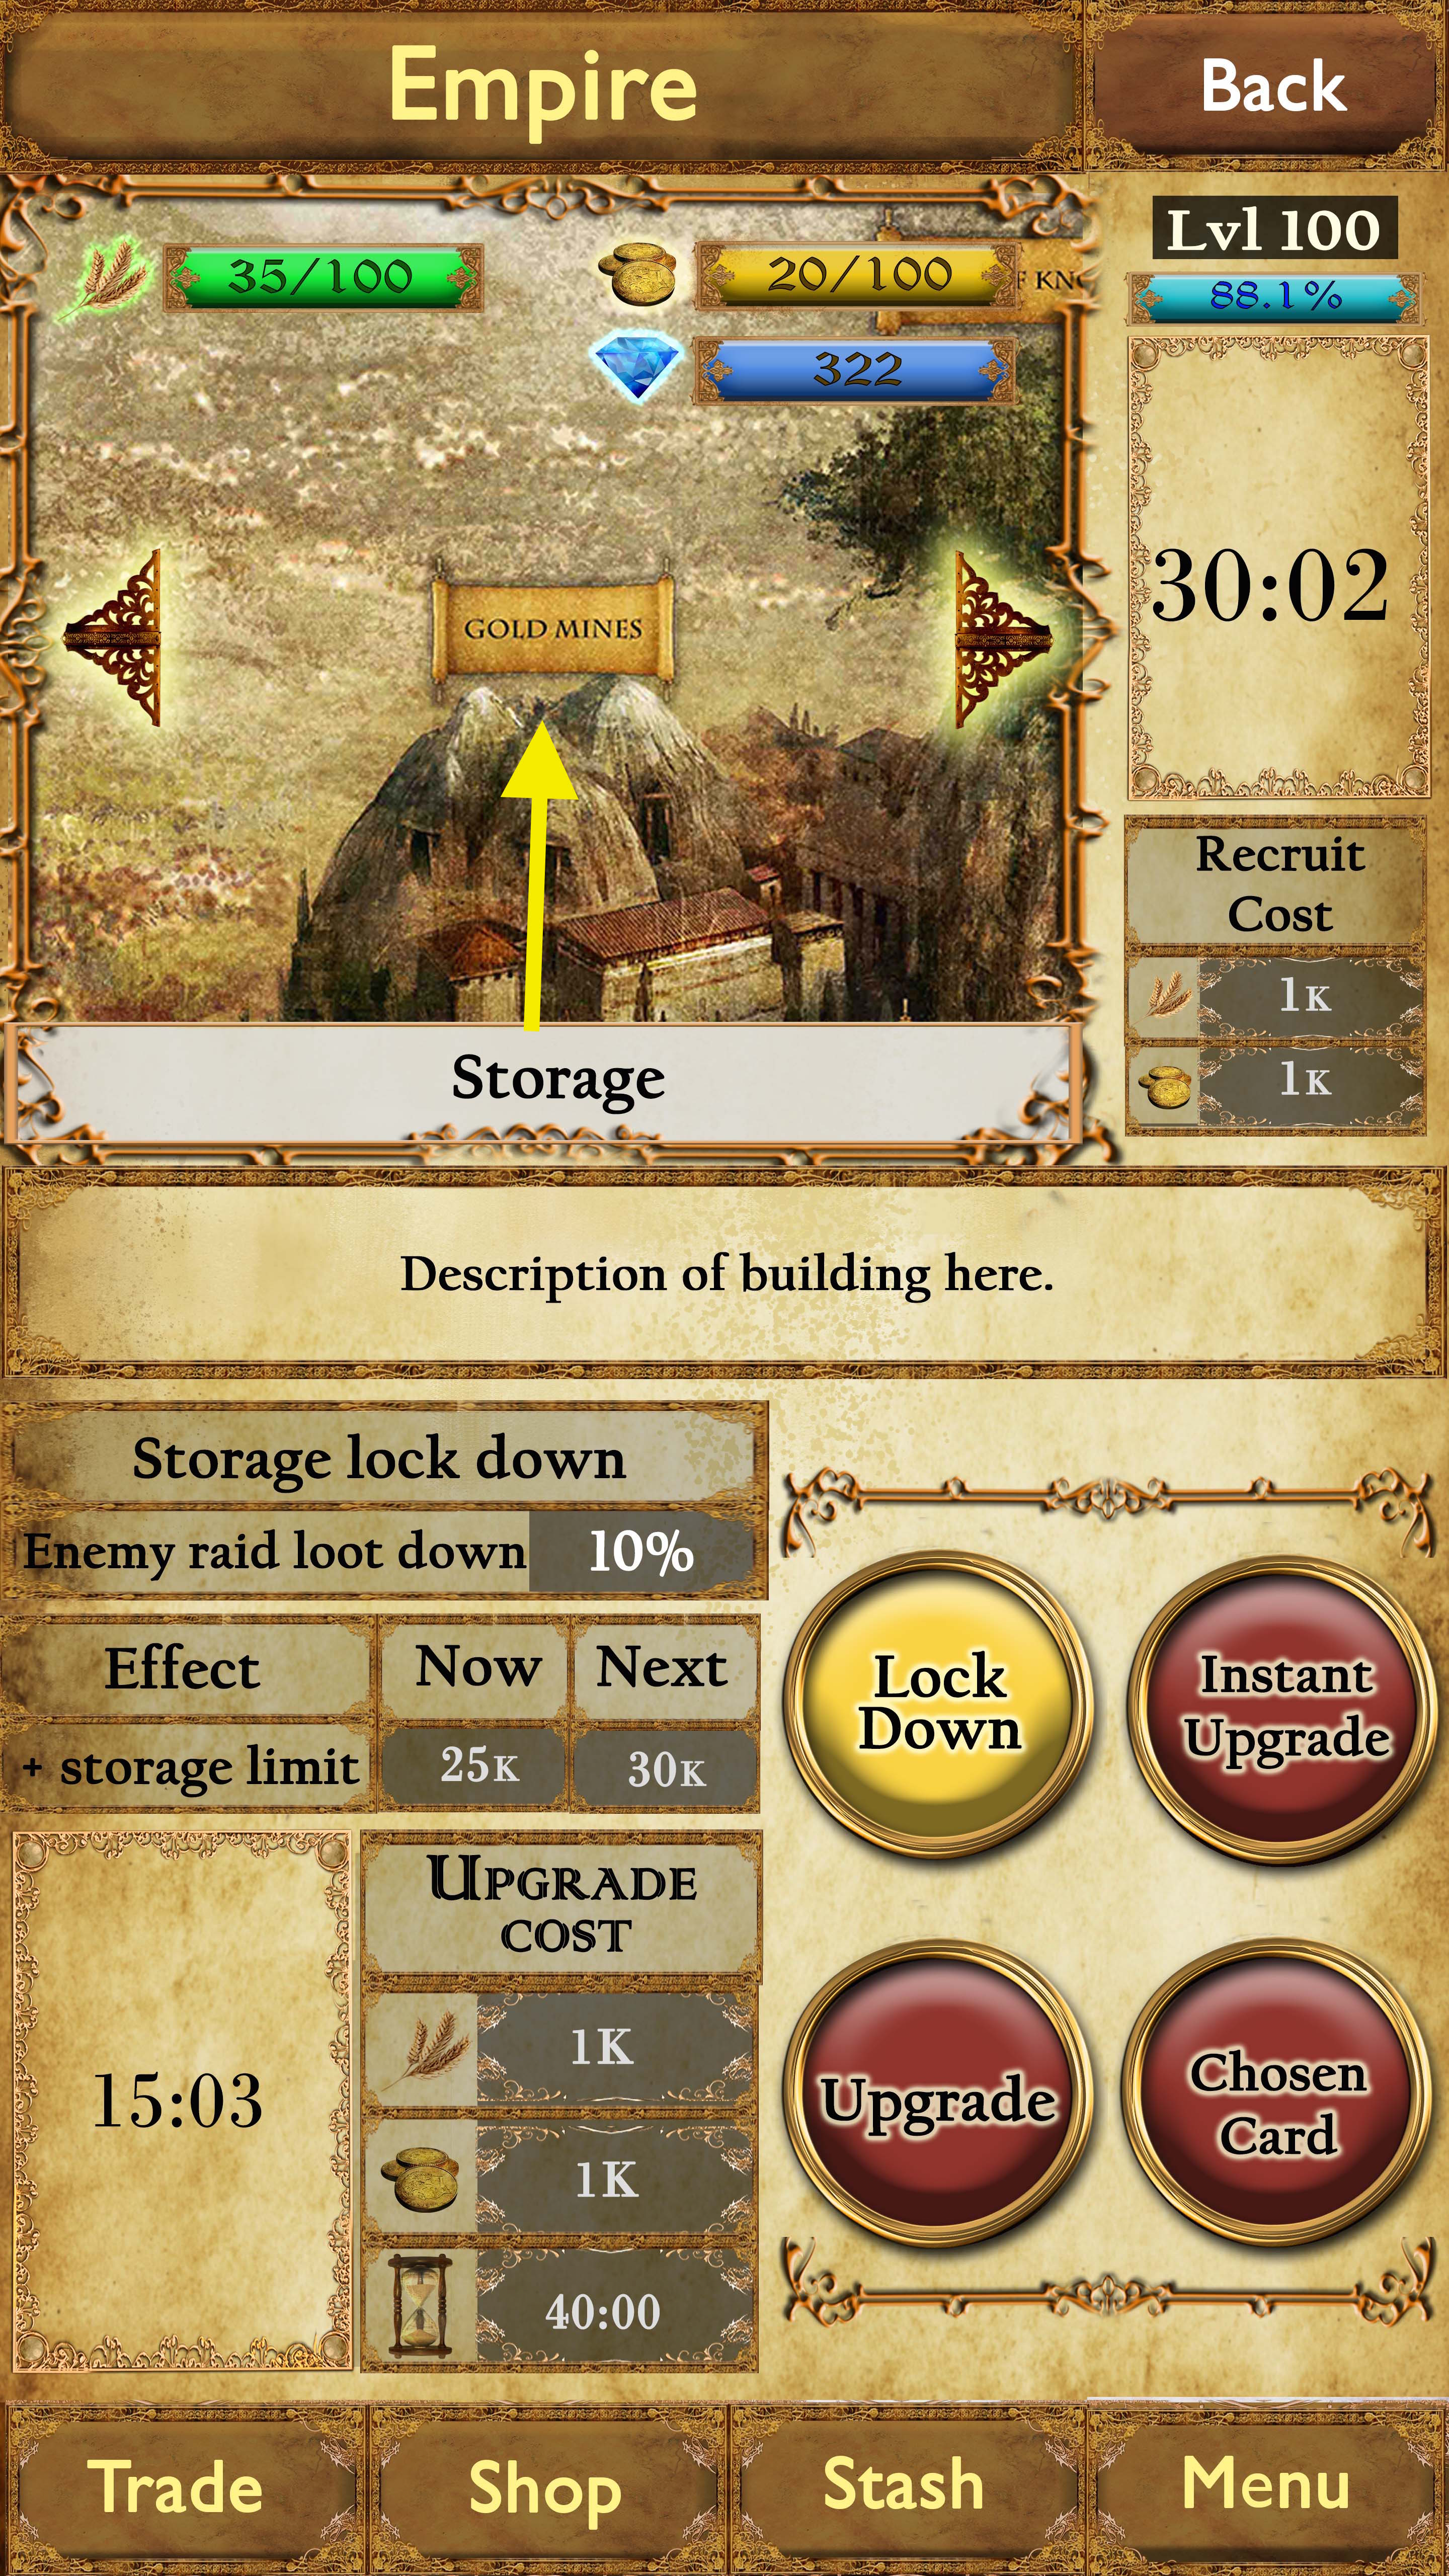 Empire
Back
Lvl 100
35/100
20/100
F KN
88.1%
322
GOLD MINES
30:02
Recruit
Cost
1K
1K
Storage
Description of building here.
Storage lock down
Enemy raid loot down 10%
Effect Now Next
+ storage limit 25K 30K
Lock
Down
Instant
Upgrade
UPGRADE
COST
1K
1K
40:00
15:03
Upgrade
Chosen
Card
Trade
Shop
Stash
Menu